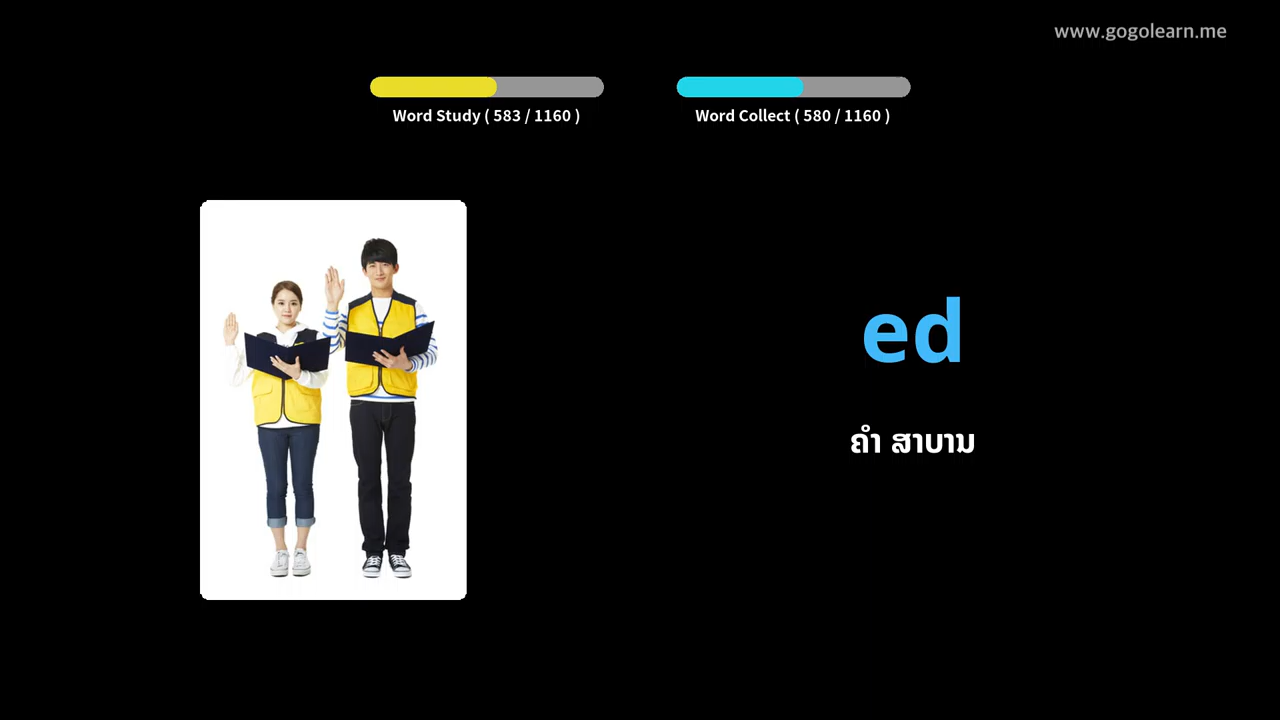 www.gogolearn.me
Word Study ( 583 / 1160 )
Word Collect ( 580 / 1160 )
ed
ຄຳ ສາບານ